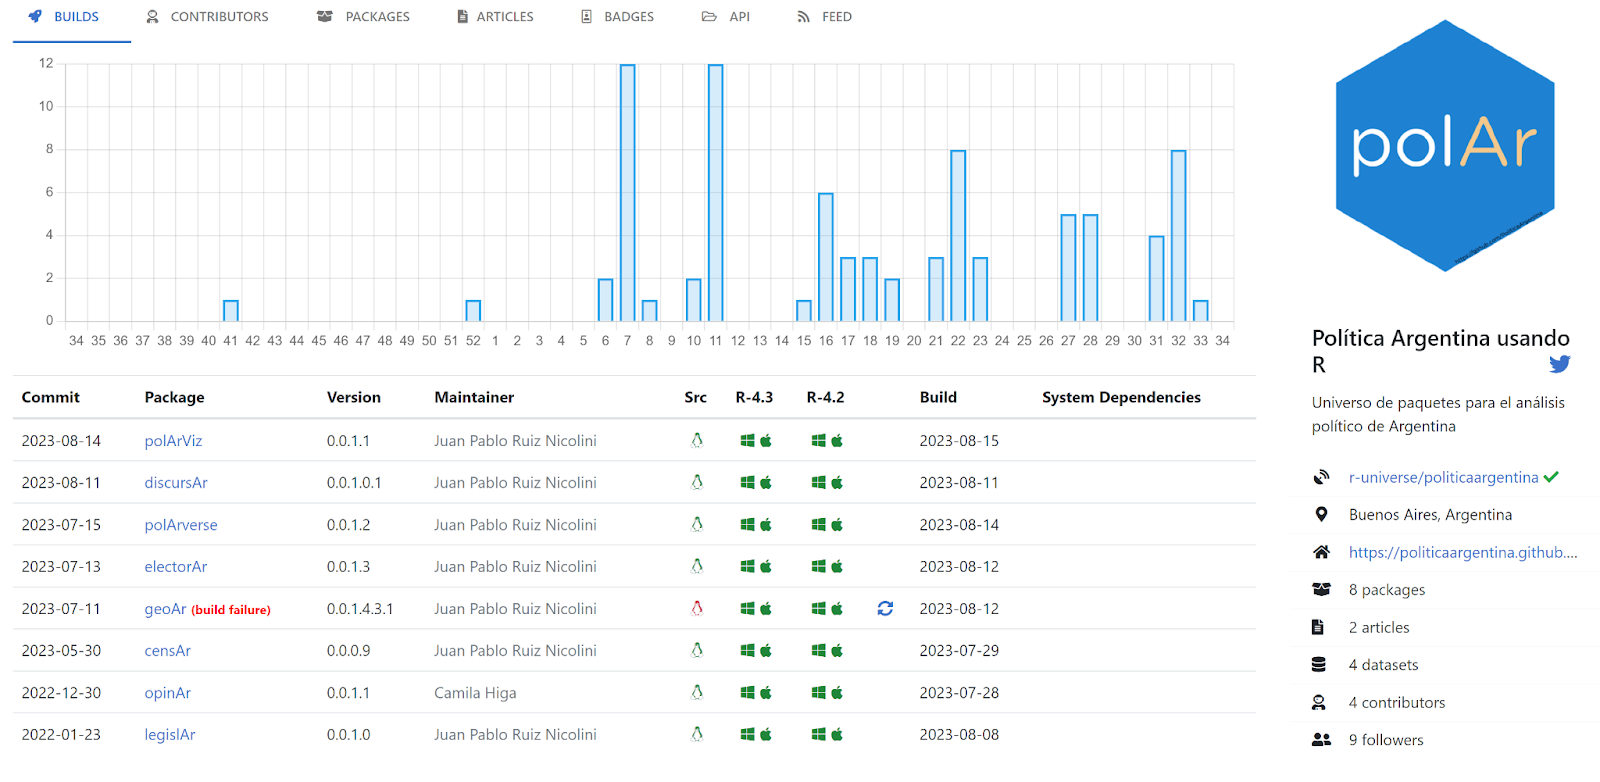 BUILDS CONTRIBUTORS PACKAGES ARTICLES BADGES API FEED
12
10
8
6
4
2
0
34 35 36 37 38 39 40 41 42 43 44 45 46 47 48 49 50 51 52 1 2 3 4 5 6 7 8 9 10 11 12 13 14 15 16 17 18 19 20 21 22 23 24 25 26 27 28 29 30 31 32 33 34
Commit Package Version Maintainer Src R-4.3 R-4.2 Build System Dependencies
2023-08-14 polArViz 0.0.1.1 Juan Pablo Ruiz Nicolini 2023-08-15
2023-08-11 discursAr 0.0.1.0.1 Juan Pablo Ruiz Nicolini 2023-08-11
2023-07-15 polArverse 0.0.1.2 Juan Pablo Ruiz Nicolini 2023-08-14
2023-07-13 electorAr 0.0.1.3 Juan Pablo Ruiz Nicolini 2023-08-12
2023-07-11 geoAr (build failure) 0.0.1.4.3.1 Juan Pablo Ruiz Nicolini 2023-08-12
2023-05-30 censAr 0.0.0.9 Juan Pablo Ruiz Nicolini 2023-07-29
2022-12-30 opinAr 0.0.1.1 Camila Higa 2023-07-28
2022-01-23 legislAr 0.0.1.0 Juan Pablo Ruiz Nicolini 2023-08-08
polAr
Política Argentina usando
R
Universo de paquetes para el análisis
político de Argentina
r-universe/politicaargentina
Buenos Aires, Argentina
https://politicaargentina.github....
8 packages
2 articles
4 datasets
4 contributors
9 followers